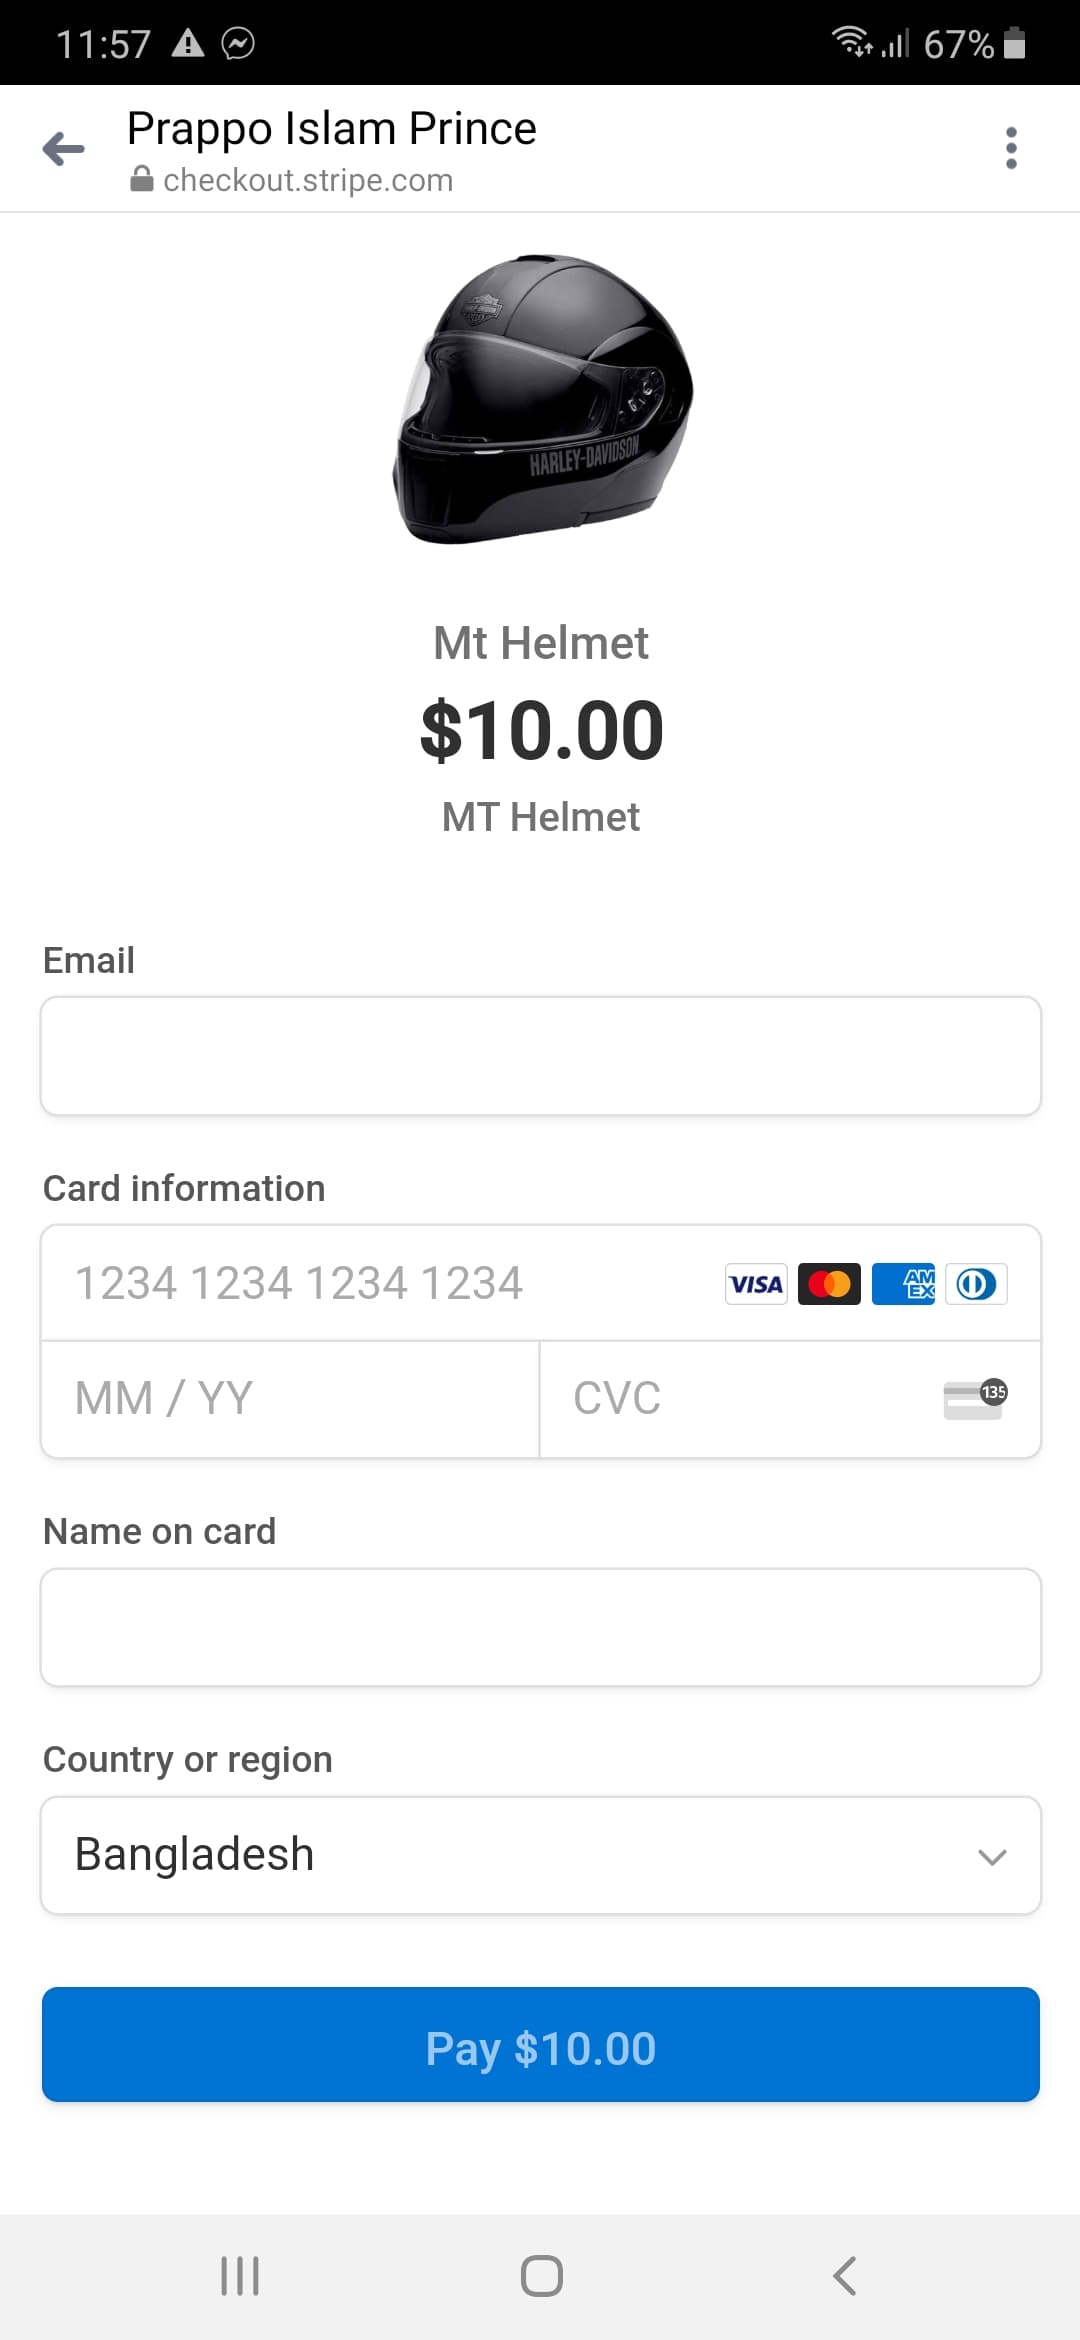 11:57
67%
Prappo Islam Prince
checkout.stripe.com
HARLEY-DAVIDSON
Mt Helmet
$10.00
MT Helmet
Email
Card information
1234 1234 1234 1234
VISA
AM
EX
MM / YY
CVC
135
Name on card
Country or region
Bangladesh
Pay $10.00